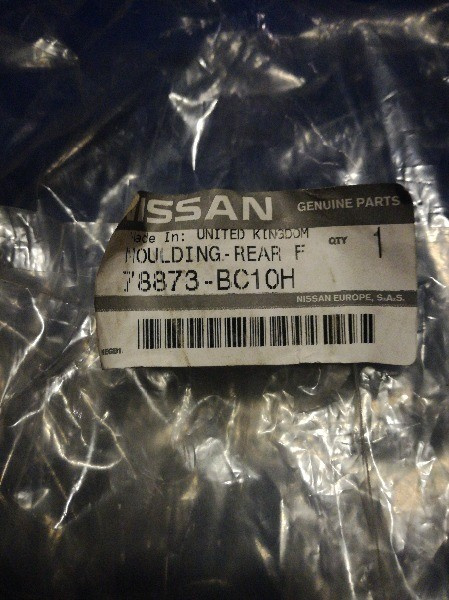 NISSAN GENUINE PARTS
Made In: UNITED KINGDOM
MOULDING-REAR F QTY 1
78873-BC10H
NISSAN EUROPE, S.A.S.